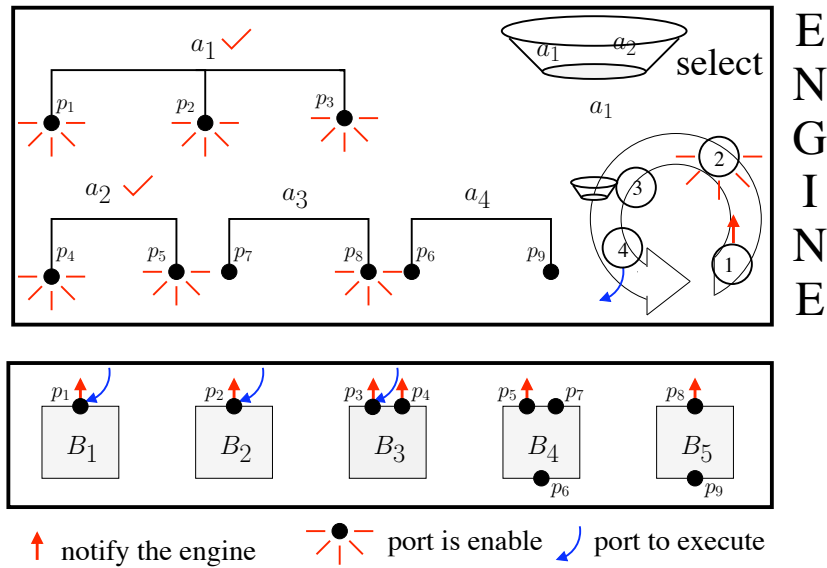 a1
a1 a2
select
p1 p2 p3
a1
a2 a3 a4
p4 p5 p7 p8 p6 p9
2
3
4
1
E
N
G
I
N
E
p1 p2 p3 p4 p5 p7 p8
B1 B2 B3 B4 B5
p6 p9
notify the engine
port is enable
port to execute